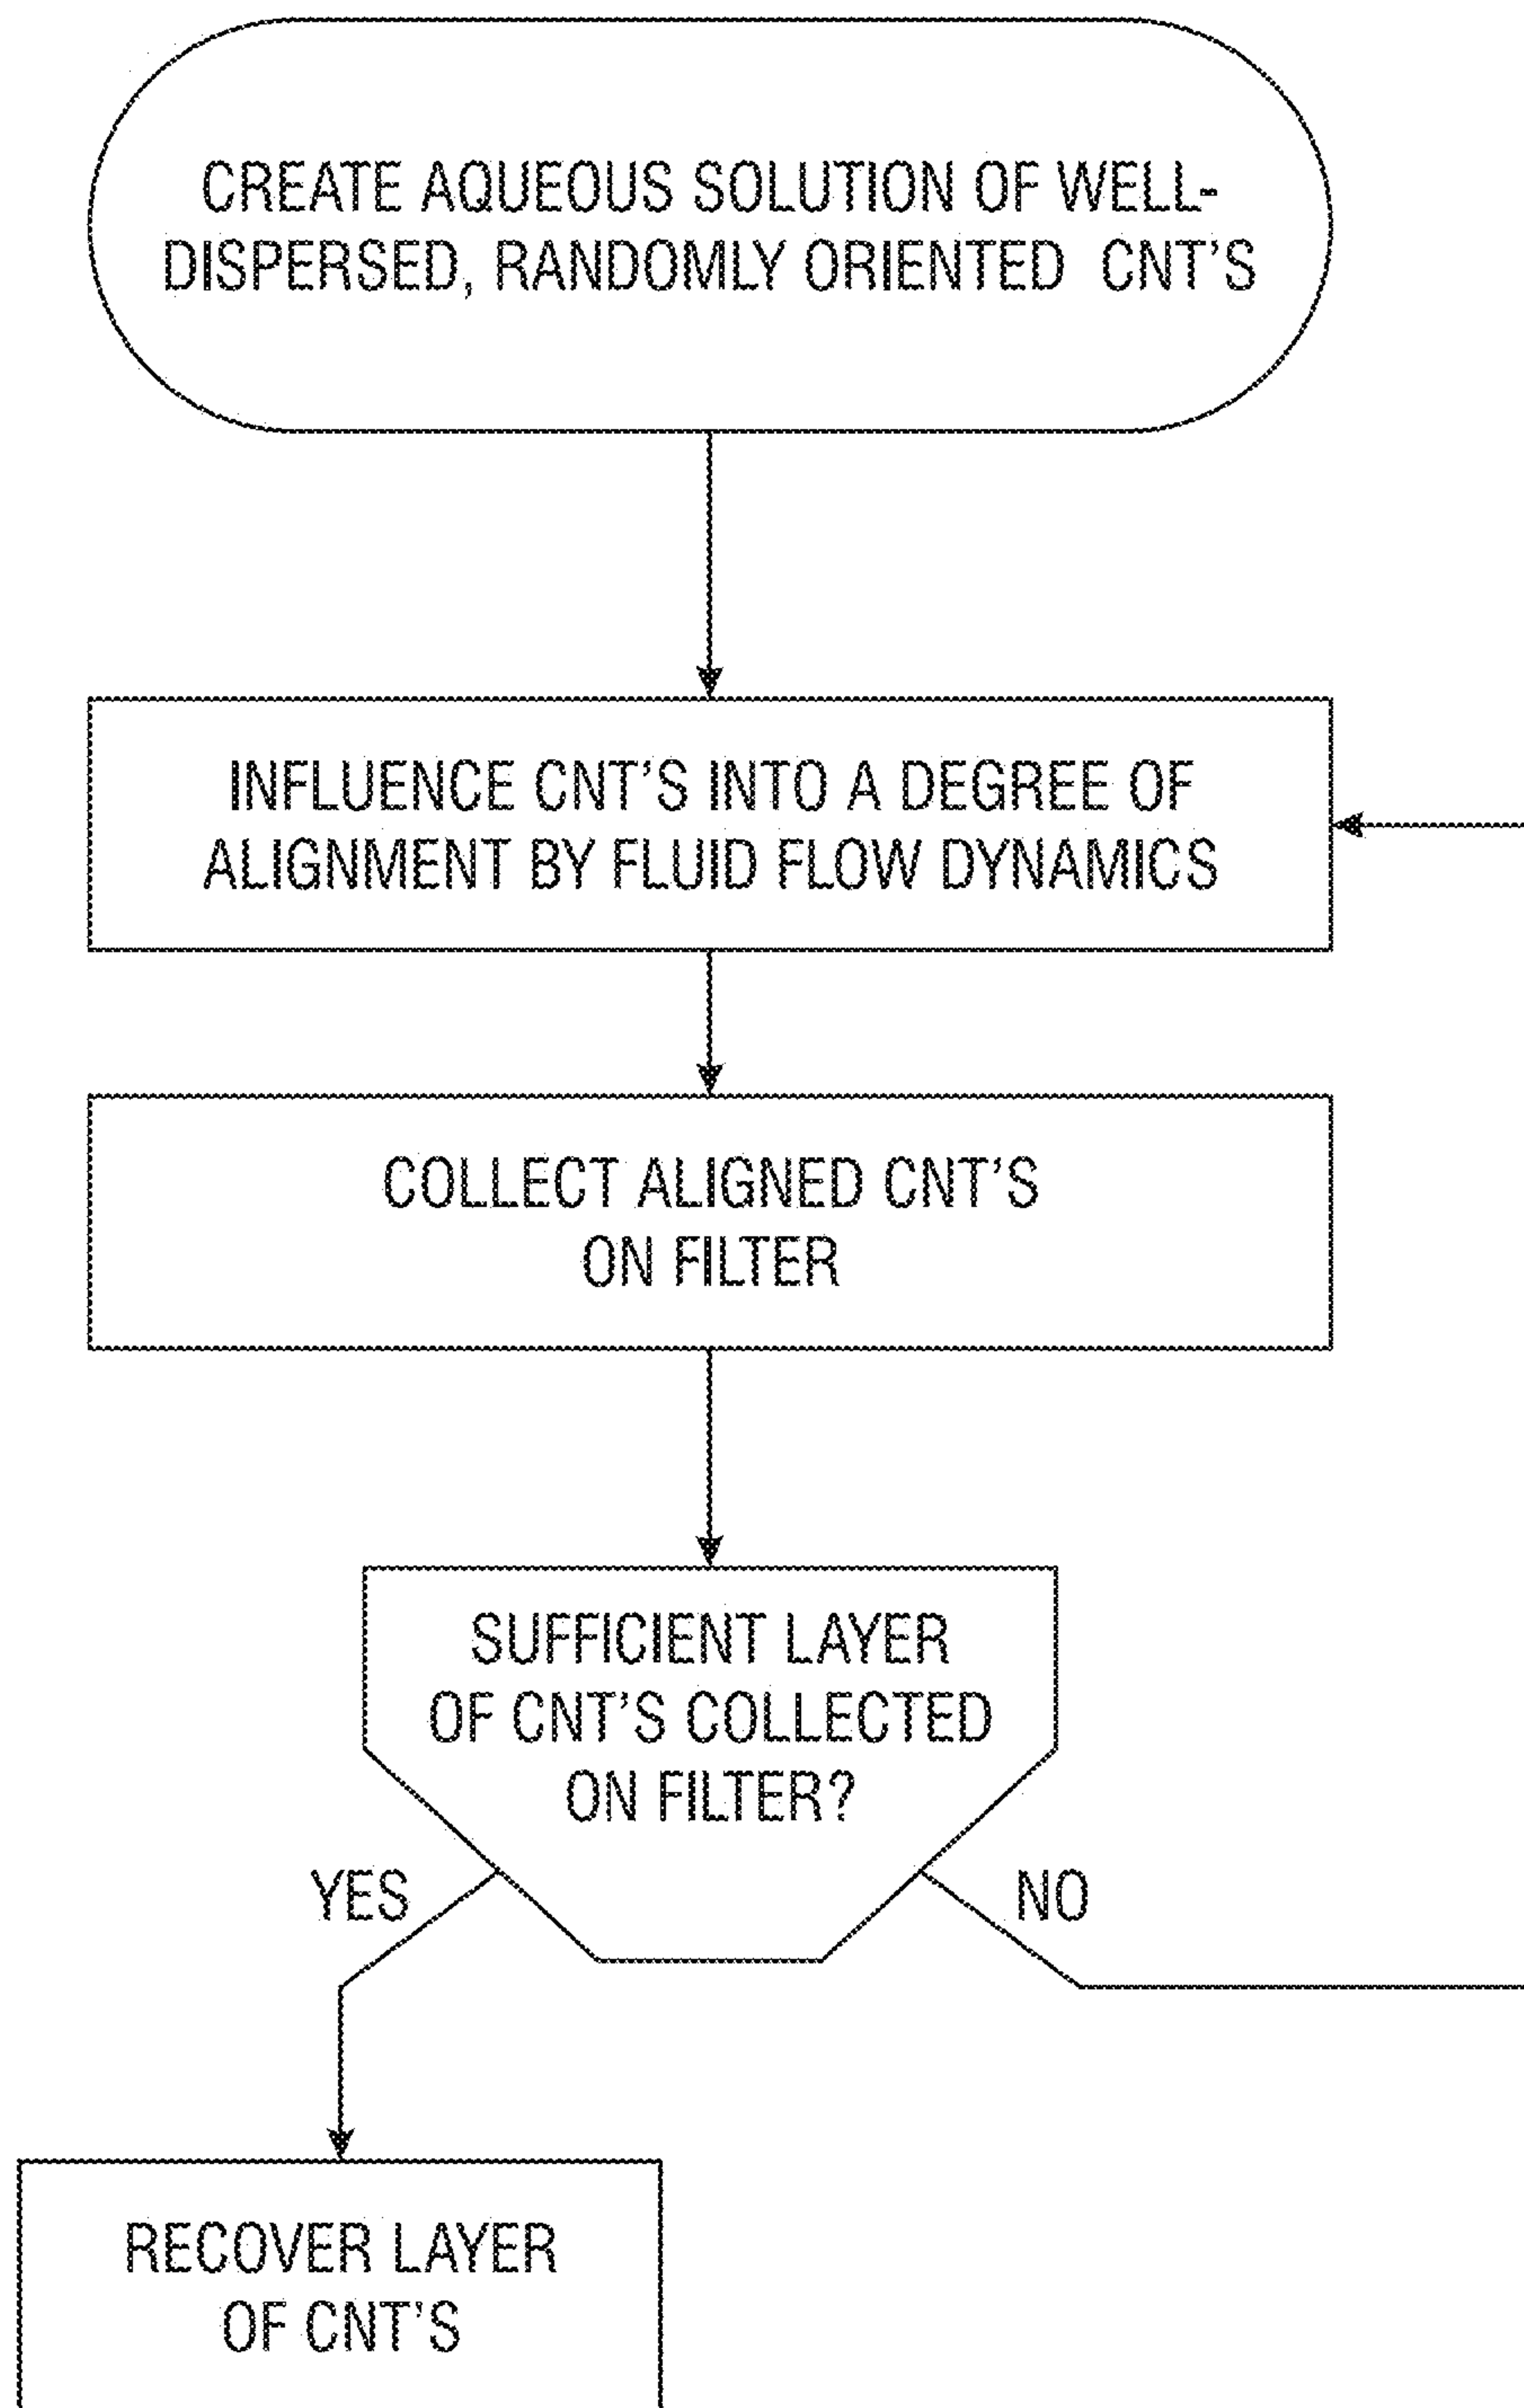 CREATE AQUEOUS SOLUTION OF WELL-
DISPERSED, RANDOMLY ORIENTED CNT'S
INFLUENCE CNT'S INTO A DEGREE OF
ALIGNMENT BY FLUID FLOW DYNAMICS
COLLECT ALIGNED CNT'S
ON FILTER
SUFFICIENT LAYER
OF CNT'S COLLECTED
ON FILTER?
YES
NO
RECOVER LAYER
OF CNT'S